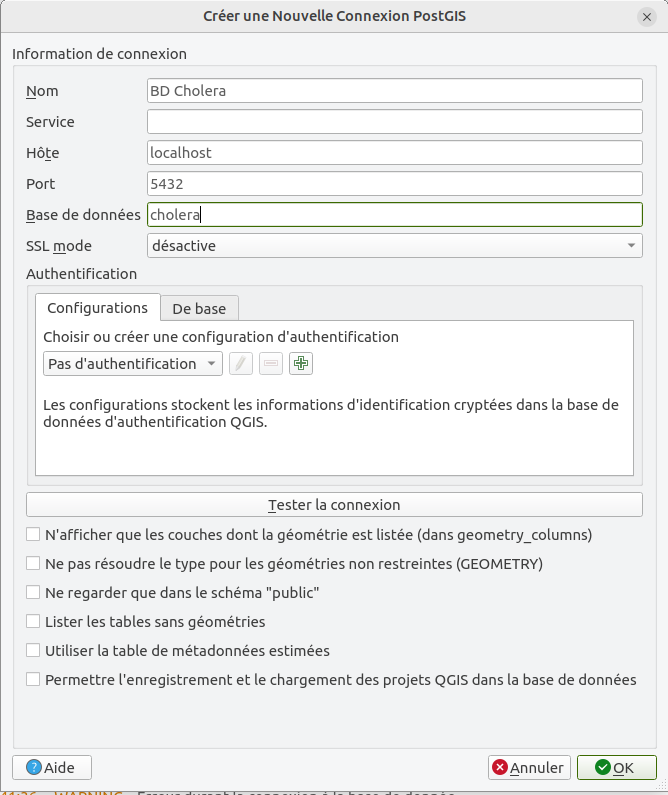 Créer une Nouvelle Connexion PostGIS
Information de connexion
Nom BD Cholera
Service
Hôte localhost
Port 5432
Base de données cholera
SSL mode désactive
Authentification
Configurations De base
Choisir ou créer une configuration d'authentification
Pas d'authentification
Les configurations stockent les informations d'identification cryptées dans la base de
données d'authentification QGIS.
Tester la connexion
N'afficher que les couches dont la géométrie est listée (dans geometry_columns)
Ne pas résoudre le type pour les géométries non restreintes (GEOMETRY)
Ne regarder que dans le schéma "public"
Lister les tables sans géométries
Utiliser la table de métadonnées estimées
Permettre l'enregistrement et le chargement des projets QGIS dans la base de données
Aide Annuler OK